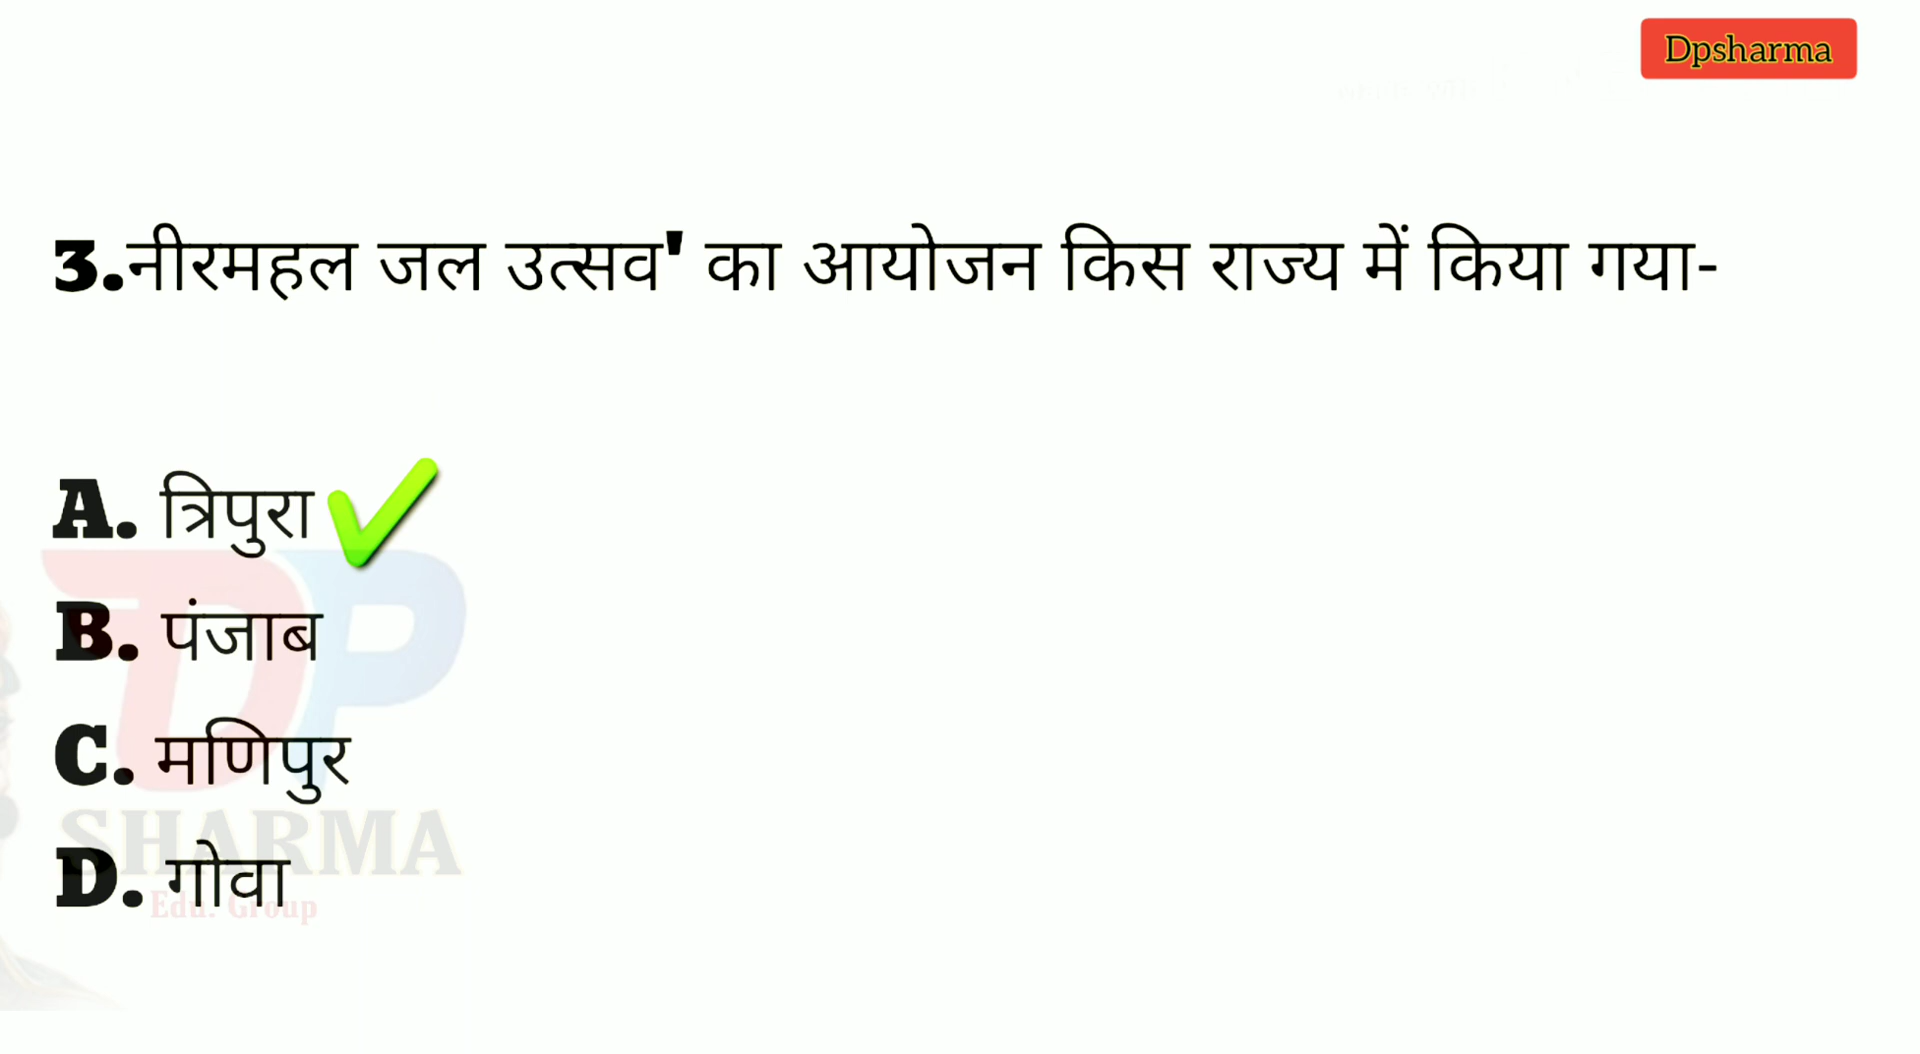 Dpsharma
3.नीरमहल जल उत्सव' का आयोजन किस राज्य में किया गया-
A. त्रिपुरा
B. पंजाब
C. मणिपुर
D. गोवा
DP
SHARMA
Edu. Group